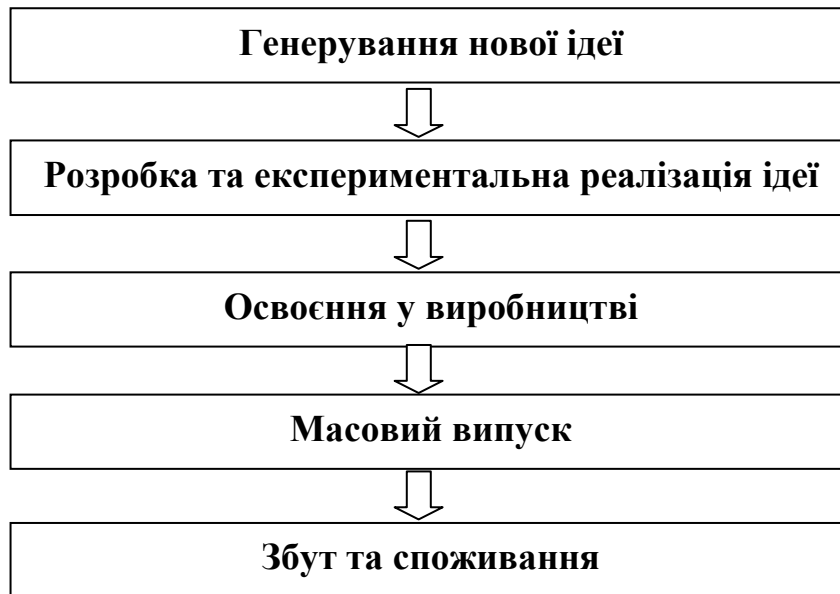 Генерування нової ідеї
Розробка та експериментальна реалізація ідеї
Освоєння у виробництві
Масовий випуск
Збут та споживання